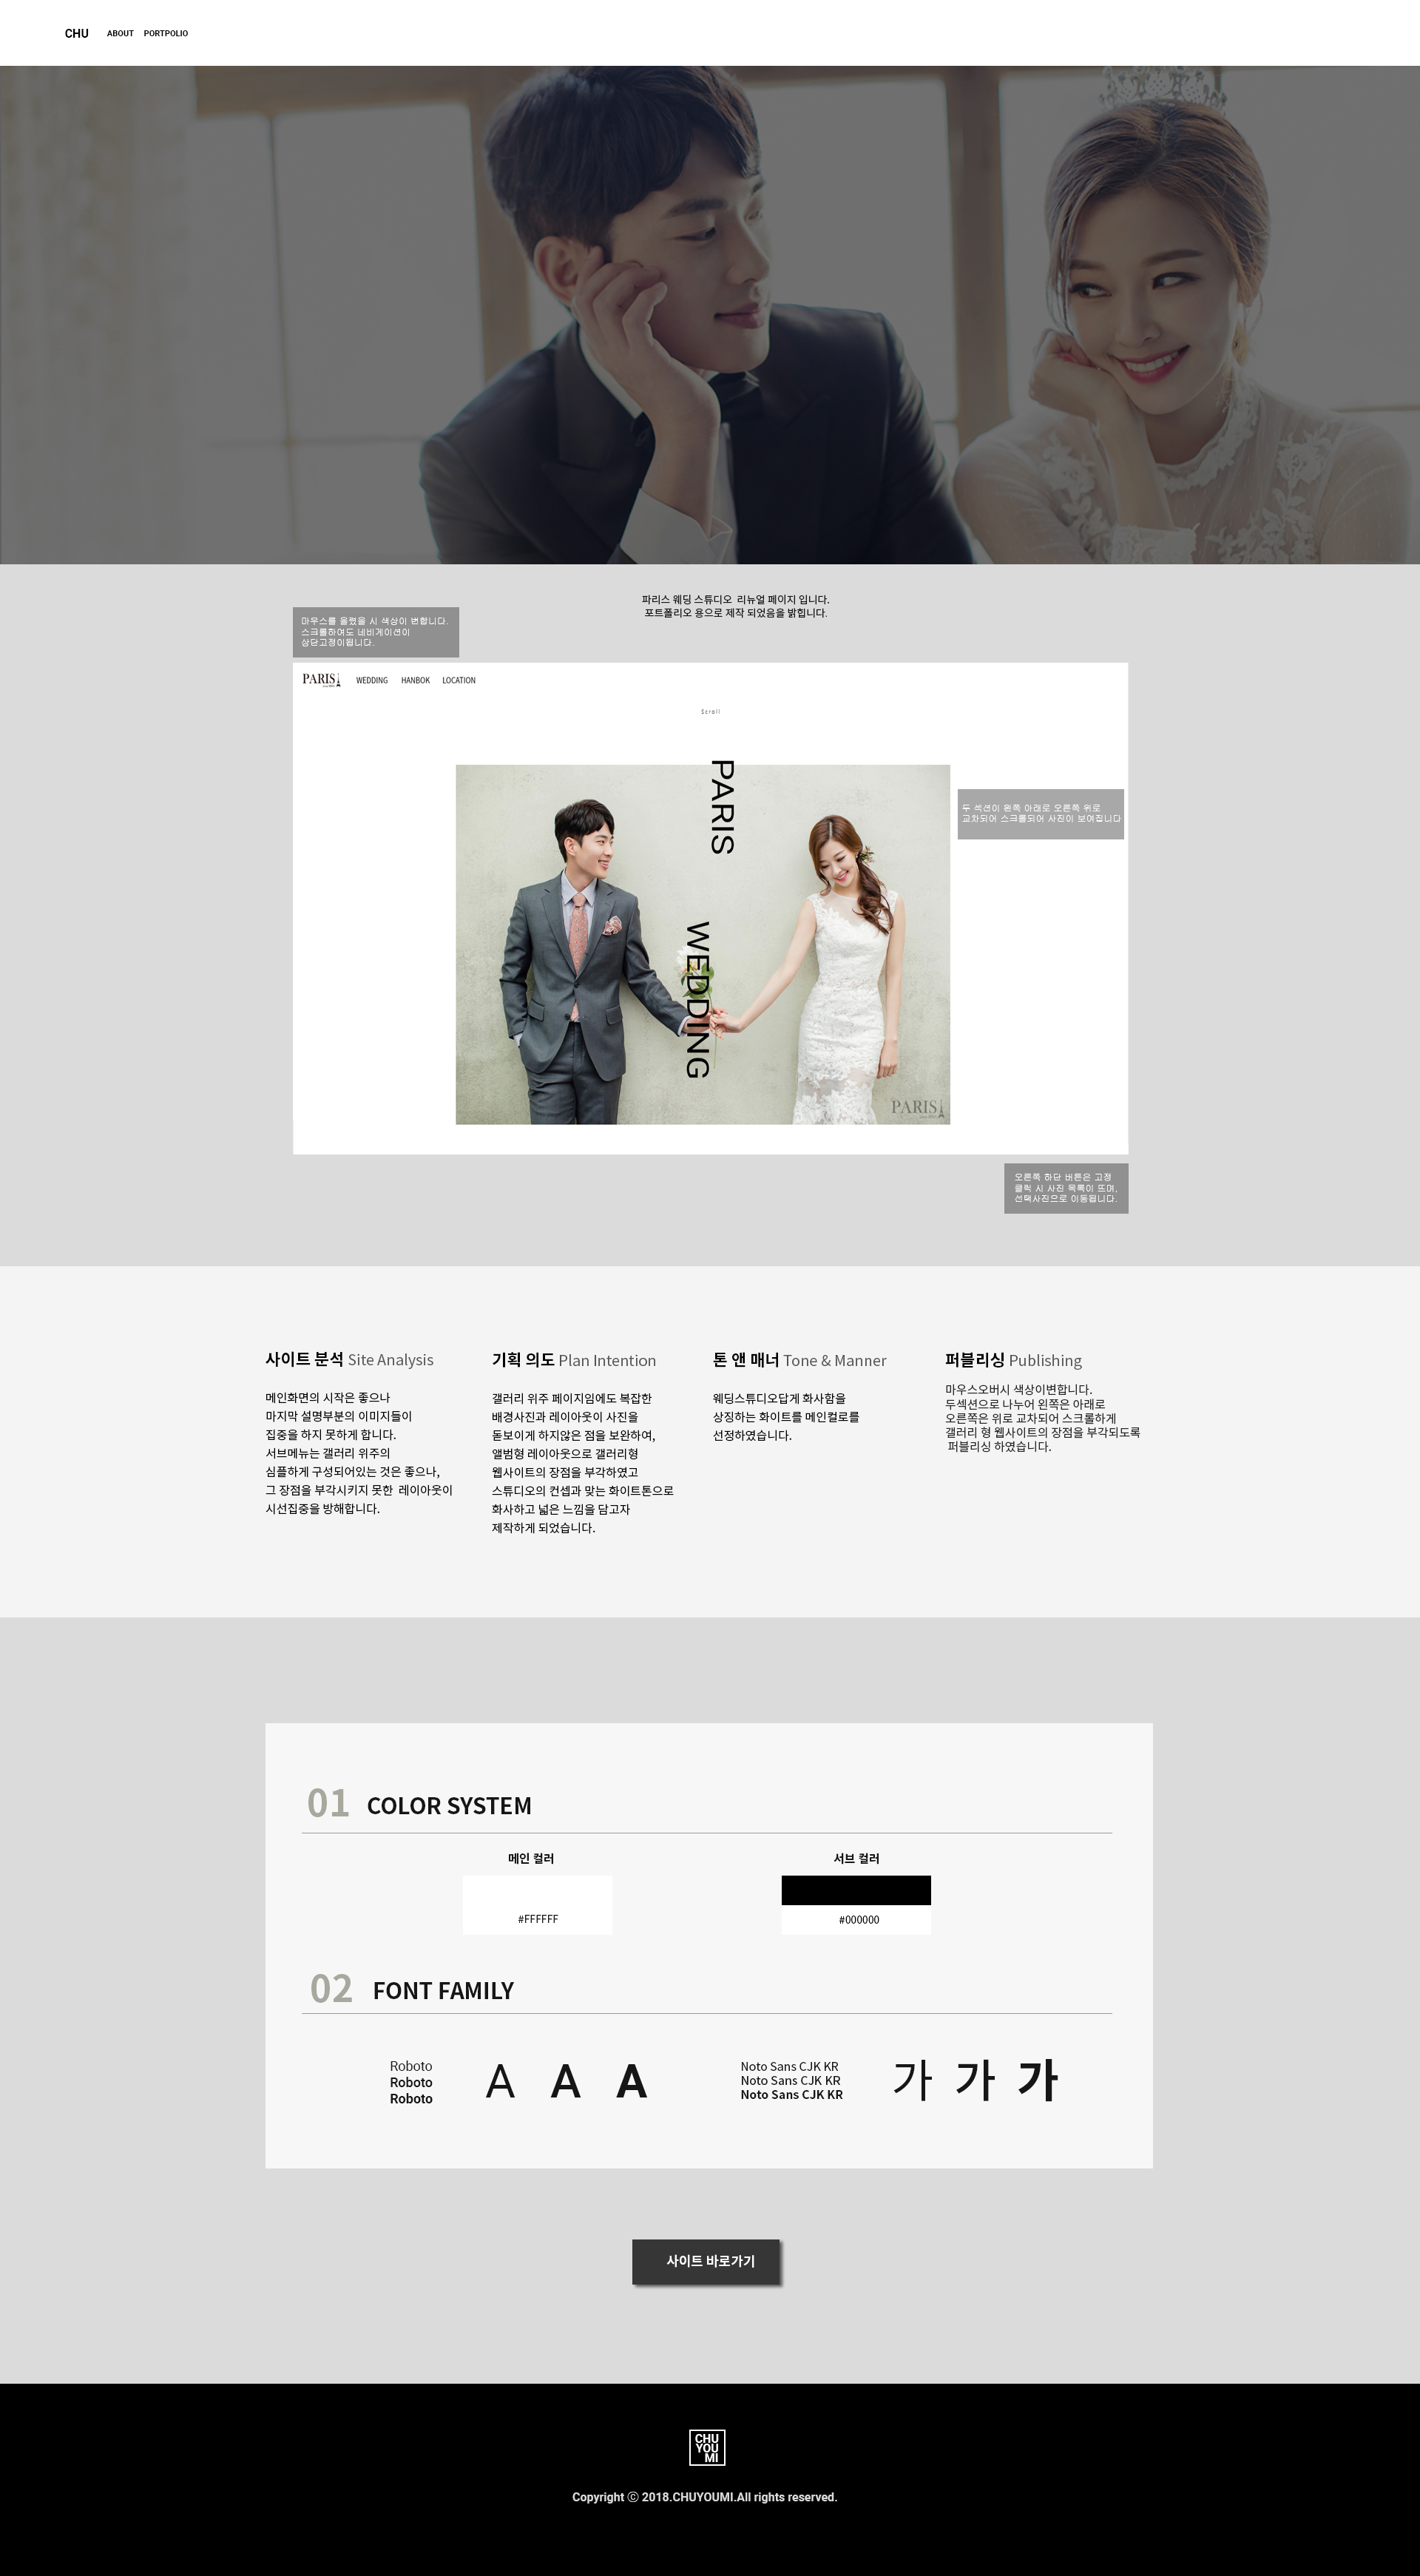 CHU ABOUT PORTPOLIO
파리스 웨딩 스튜디오 리뉴얼 페이지 입니다.
포트폴리오 용으로 제작 되었음을 밝힙니다.
마우스를 올렸을 시 색상이 변합니다.
스크롤하여도 네비게이션이
상단고정이됩니다.
PARIS WEDDING HANBOK LOCATION
Scroll
PARIS
WEDDING
두 섹션이 왼쪽 아래로 오른쪽 위로
교차되어 스크롤되어 사진이 보여집니다
PARIS
오른쪽 하단 버튼은 고정
클릭 시 사진 목록이 뜨며,
선택사진으로 이동됩니다.
사이트 분석 Site Analysis
메인화면의 시작은 좋으나
마지막 설명부분의 이미지들이
집중을 하지 못하게 합니다.
서브메뉴는 갤러리 위주의
심플하게 구성되어있는 것은 좋으나,
그 장점을 부각시키지 못한 레이아웃이
시선집중을 방해합니다.
기획 의도 Plan Intention
갤러리 위주 페이지임에도 복잡한
배경사진과 레이아웃이 사진을
돋보이게 하지않은 점을 보완하여,
앨범형 레이아웃으로 갤러리형
웹사이트의 장점을 부각하였고
스튜디오의 컨셉과 맞는 화이트톤으로
화사하고 넓은 느낌을 담고자
제작하게 되었습니다.
톤 앤 매너 Tone & Manner
웨딩스튜디오답게 화사함을
상징하는 화이트를 메인컬로를
선정하였습니다.
퍼블리싱 Publishing
마우스오버시 색상이변합니다.
두섹션으로 나누어 왼쪽은 아래로
오른쪽은 위로 교차되어 스크롤하게
갤러리 형 웹사이트의 장점을 부각되도록
퍼블리싱 하였습니다.
01 COLOR SYSTEM
메인 컬러
#FFFFFF
서브 컬러
#000000
02 FONT FAMILY
Roboto
Roboto
Roboto
A A A
Noto Sans CJK KR
Noto Sans CJK KR
Noto Sans CJK KR
가 가 가
사이트 바로가기
CHU
YOU
MI
Copyright ⓒ 2018.CHUYOUMI.All rights reserved.